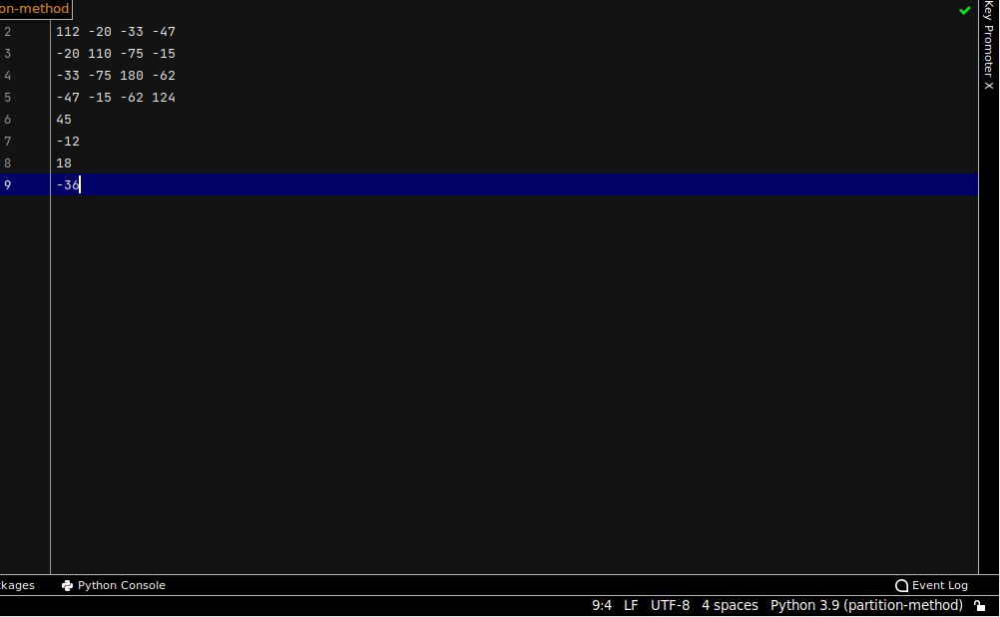 on-method
2 112 -20 -33 -47
3 -20 110 -75 -15
4 -33 -75 180 -62
5 -47 -15 -62 124
6 45
7 -12
8 18
9 -36
Key Promoter X
kages Python Console Event Log
9:4 LF UTF-8 4 spaces Python 3.9 (partition-method)